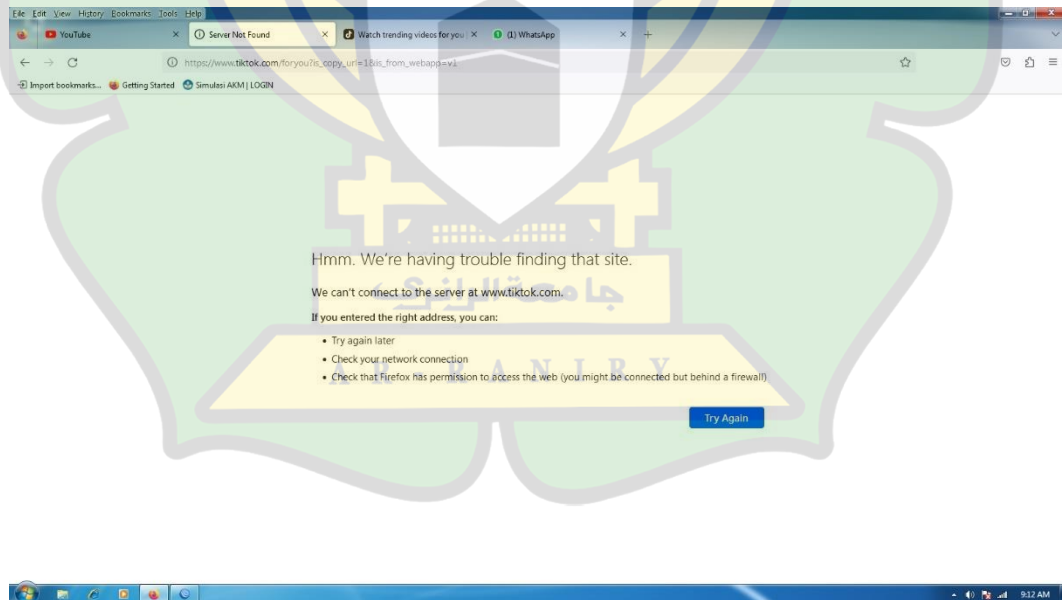 File Edit View History Bookmarks Tools Help
YouTube
Server Not Found
Watch trending videos for you
(1) WhatsApp
https://www.tiktok.com/foryou?is_copy_url=1&is_from_webapp=v1
Import bookmarks...
Getting Started
Simulasi AKM | LOGIN
Hmm. We're having trouble finding that site.
جامعة الرانري
We can't connect to the server at www.tiktok.com.
If you entered the right address, you can:
• Try again later
• Check your network connection
• Check that Firefox has permission to access the web (you might be connected but behind a firewall)
AR-RANIRY
Try Again
9:12 AM